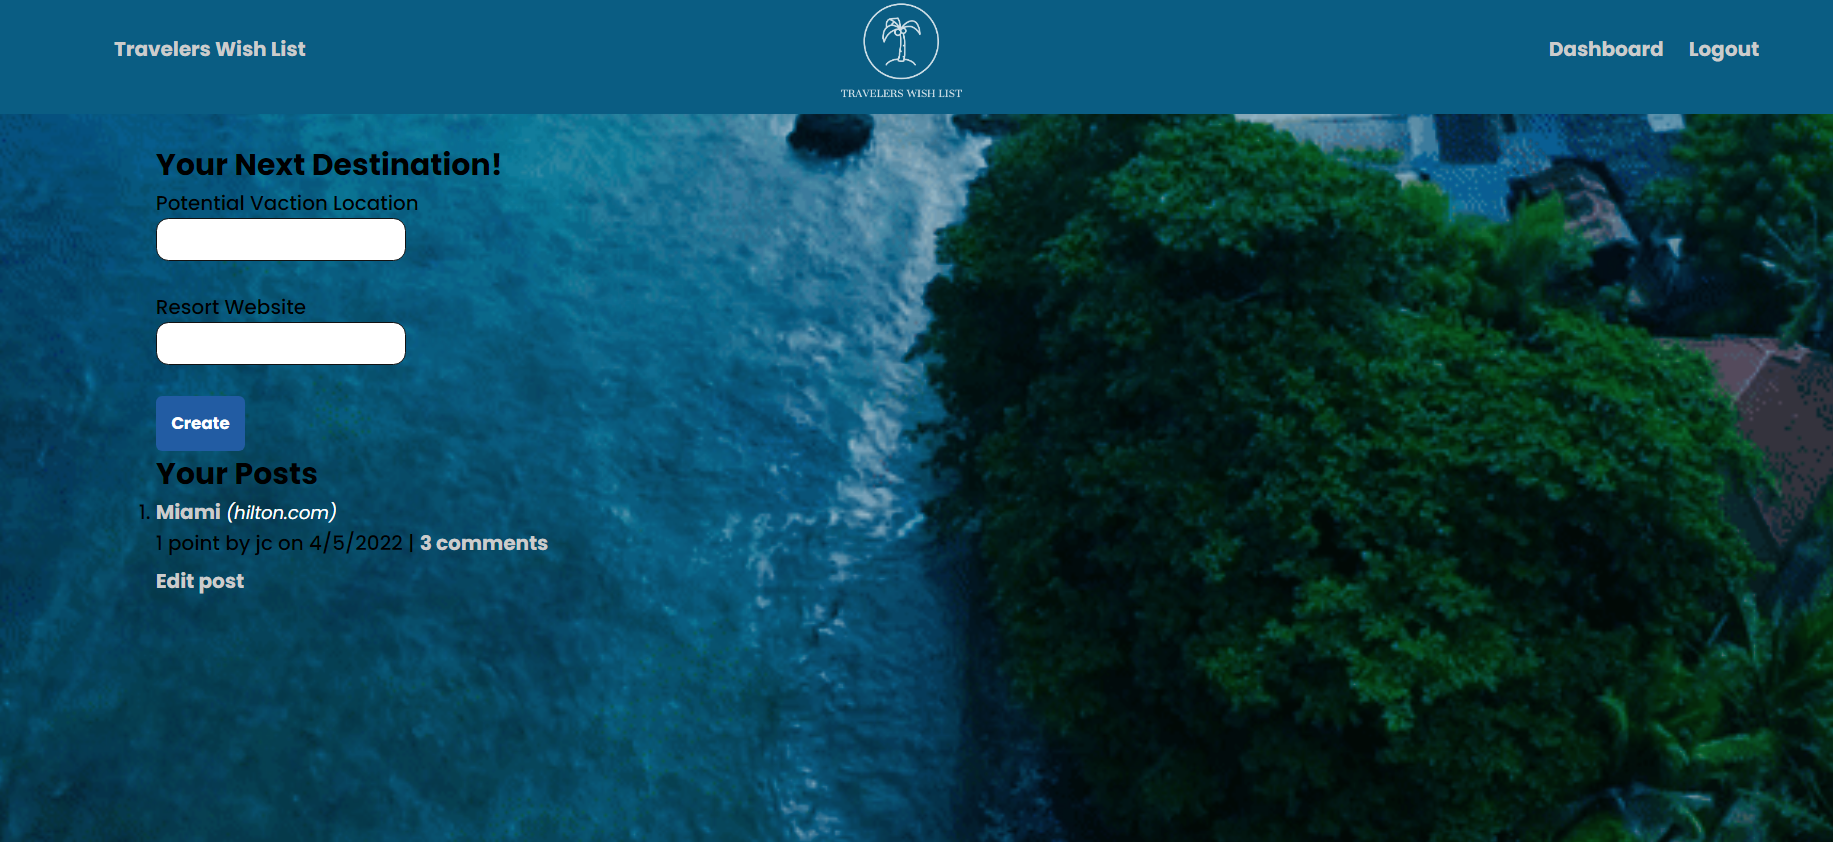 Travelers Wish List
TRAVELERS WISH LIST
Dashboard Logout
Your Next Destination!
Potential Vaction Location
Resort Website
Create
Your Posts
1. Miami (hilton.com)
1 point by jc on 4/5/2022 | 3 comments
Edit post